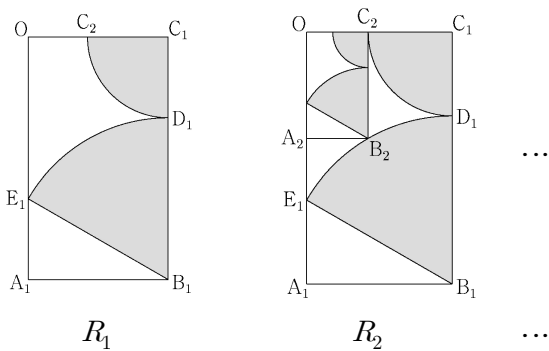 O C₂ C₁
D₁
E₁
A₁ B₁
R₁
O C₂ C₁
D₁
A₂ B₂
E₁
A₁ B₁
R₂
...
...